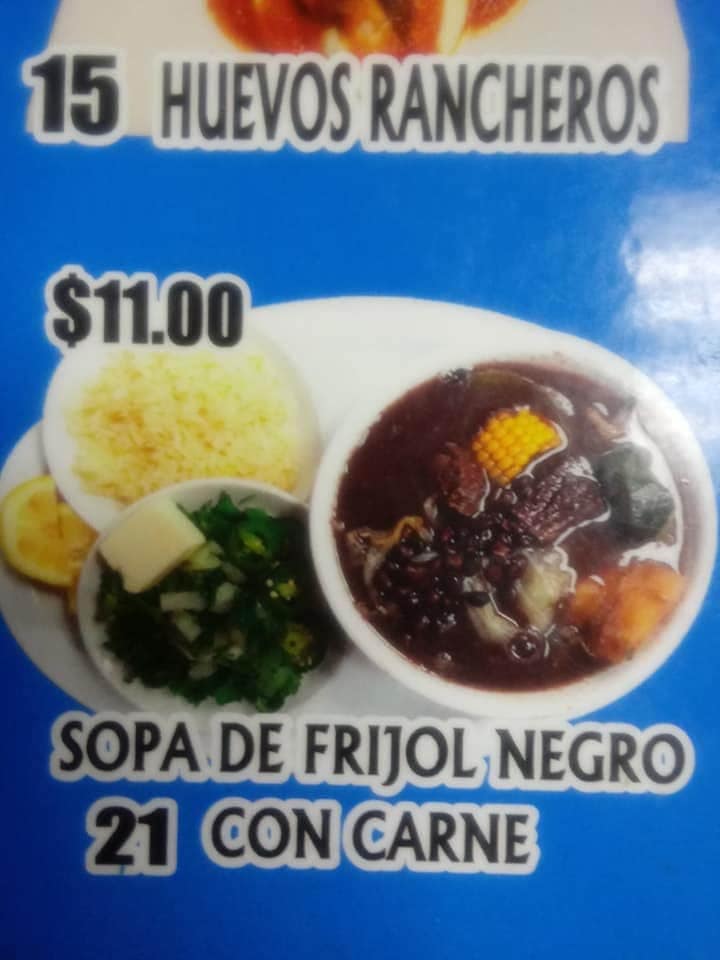 15 HUEVOS RANCHEROS
$11.00
SOPA DE FRIJOL NEGRO
21 CON CARNE